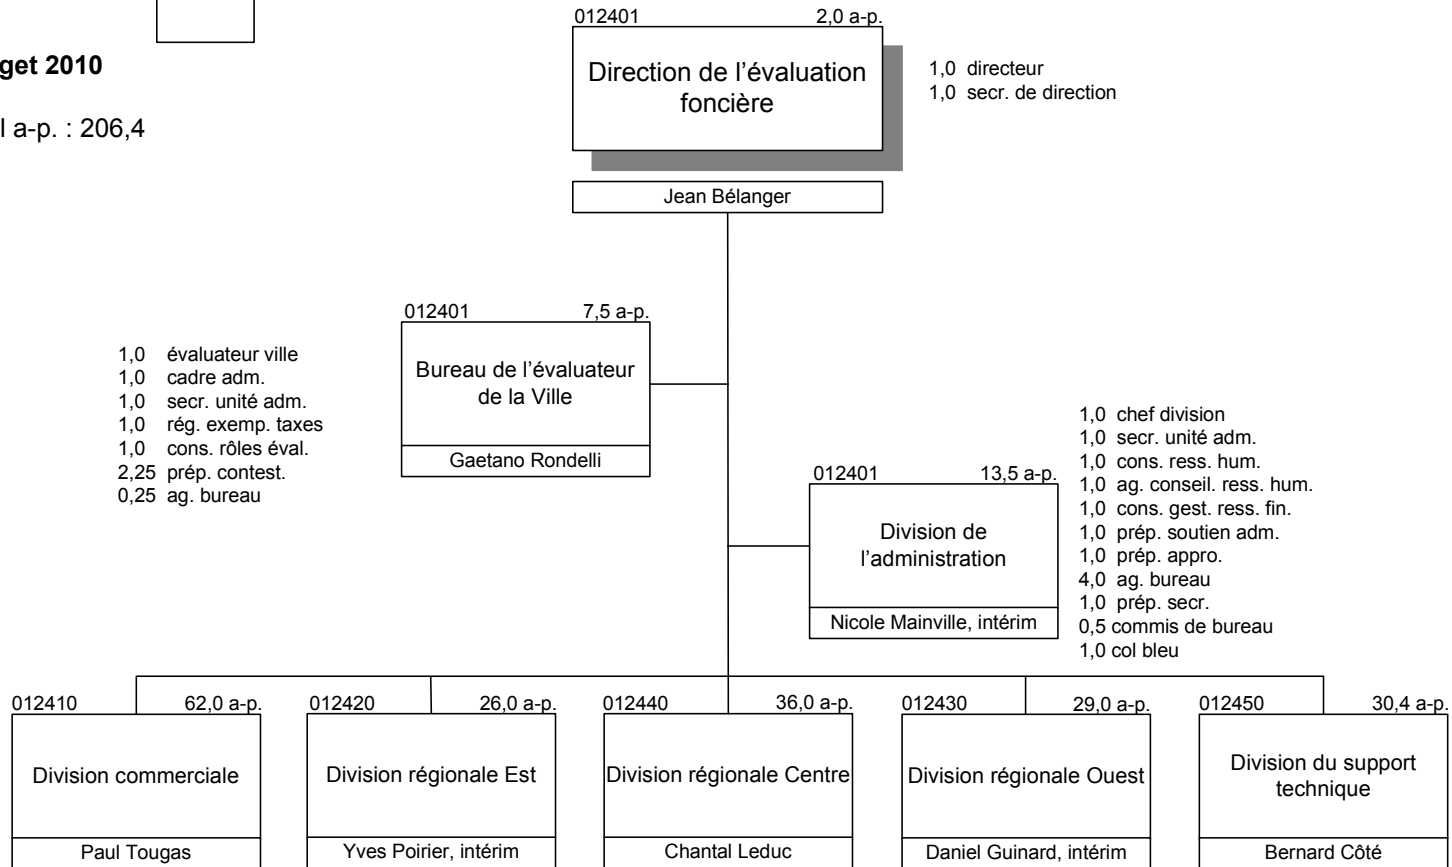 012401 2,0 a-p.
Direction de l'évaluation
foncière
Jean Bélanger
1,0 directeur
1,0 secr. de direction
get 2010
l a-p. : 206,4
012401 7,5 a-p.
Bureau de l'évaluateur
de la Ville
Gaetano Rondelli
1,0 évaluateur ville
1,0 cadre adm.
1,0 secr. unité adm.
1,0 rég. exemp. taxes
1,0 cons. rôles éval.
2,25 prép. contest.
0,25 ag. bureau
012401 13,5 a-p.
Division de
l'administration
Nicole Mainville, intérim
1,0 chef division
1,0 secr. unité adm.
1,0 cons. ress. hum.
1,0 ag. conseil. ress. hum.
1,0 cons. gest. ress. fin.
1,0 prép. soutien adm.
1,0 prép. appro.
4,0 ag. bureau
1,0 prép. secr.
0,5 commis de bureau
1,0 col bleu
012410 62,0 a-p.
Division commerciale
Paul Tougas
012420 26,0 a-p.
Division régionale Est
Yves Poirier, intérim
012440 36,0 a-p.
Division régionale Centre
Chantal Leduc
012430 29,0 a-p.
Division régionale Ouest
Daniel Guinard, intérim
012450 30,4 a-p.
Division du support
technique
Bernard Côté